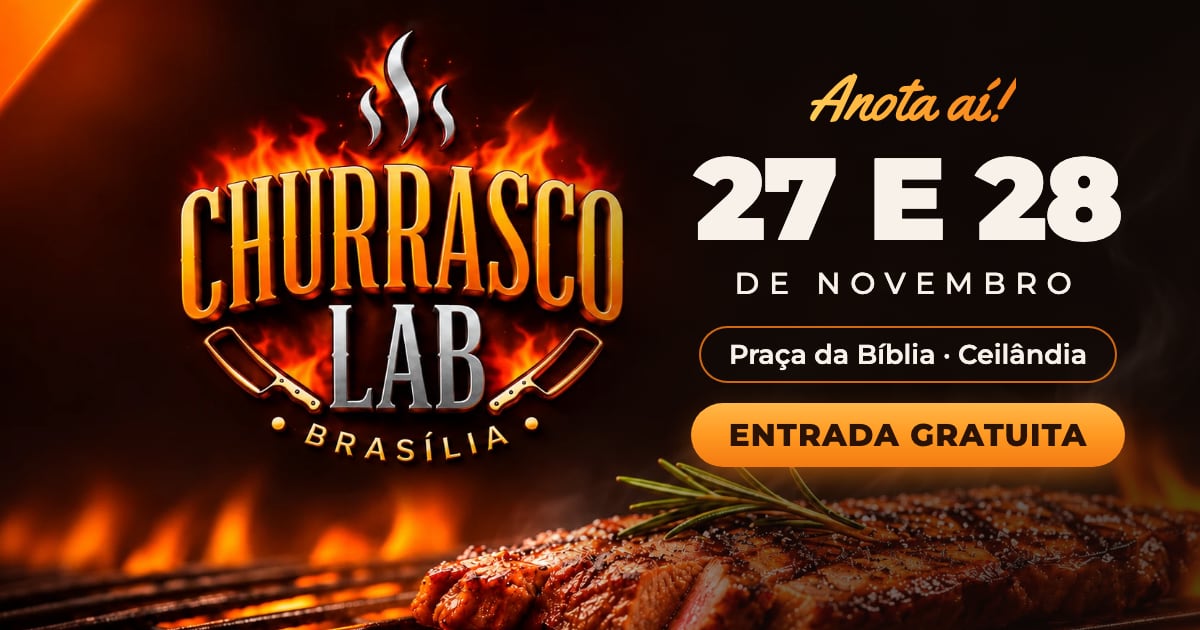 CHURRASCO
LAB
BRASÍLIA
Anota aí!
27 E 28
DE NOVEMBRO
Praça da Bíblia · Ceilândia
ENTRADA GRATUITA